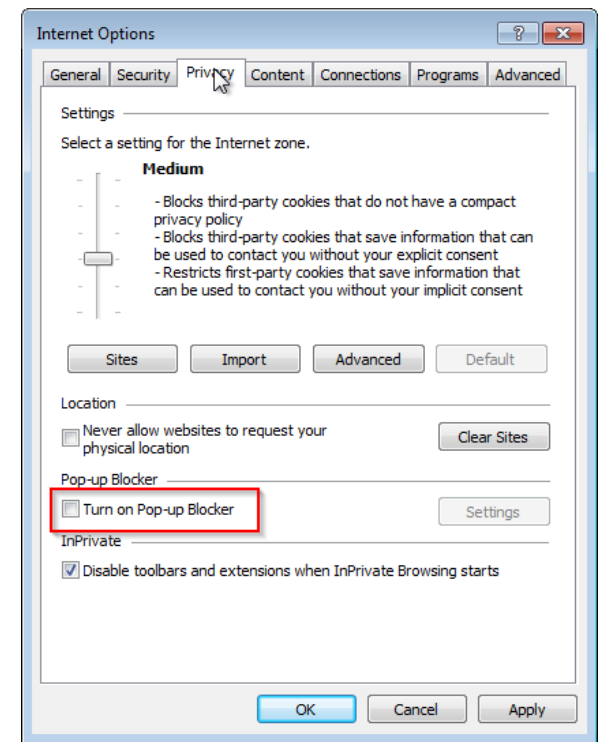 Internet Options
General Security Privacy Content Connections Programs Advanced
Settings
Select a setting for the Internet zone.
Medium
- Blocks third-party cookies that do not have a compact
privacy policy
- Blocks third-party cookies that save information that can
be used to contact you without your explicit consent
- Restricts first-party cookies that save information that
can be used to contact you without your implicit consent
Sites Import Advanced Default
Location
Never allow websites to request your
physical location
Clear Sites
Pop-up Blocker
Turn on Pop-up Blocker
Settings
InPrivate
Disable toolbars and extensions when InPrivate Browsing starts
OK Cancel Apply